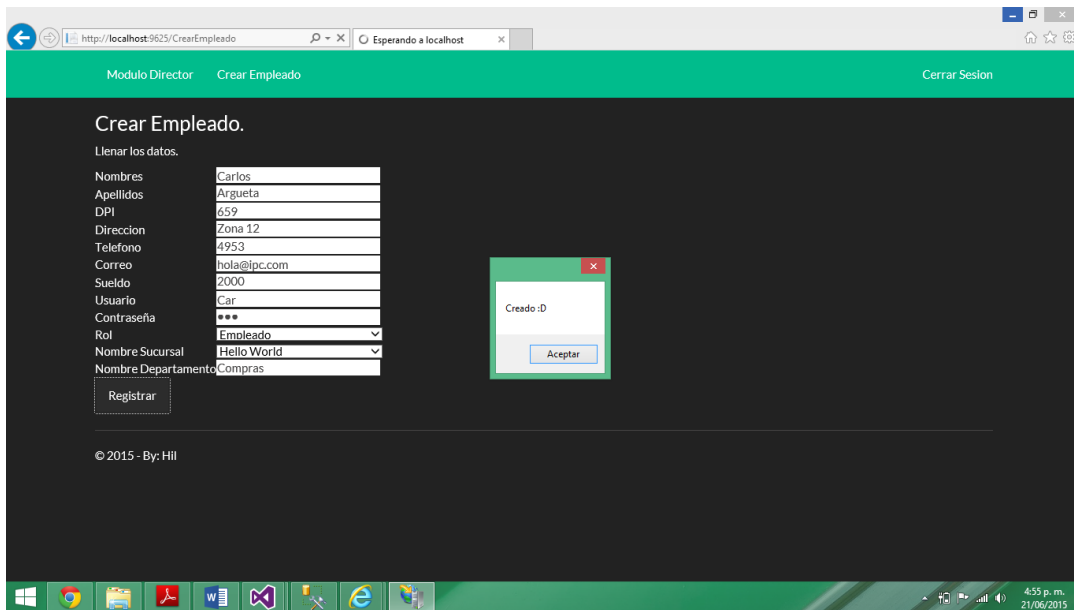 http://localhost:9625/CrearEmpleado
Esperando a localhost
Modulo Director Crear Empleado Cerrar Sesion
Crear Empleado.
Llenar los datos.
Nombres Carlos
Apellidos Argueta
DPI 659
Direccion Zona 12
Telefono 4953
Correo hola@ipc.com
Sueldo 2000
Usuario Car
Contraseña •••
Rol Empleado
Nombre Sucursal Hello World
Nombre Departamento Compras
Registrar
Creado :D
Aceptar
© 2015 - By: Hil
4:55 p. m.
21/06/2015